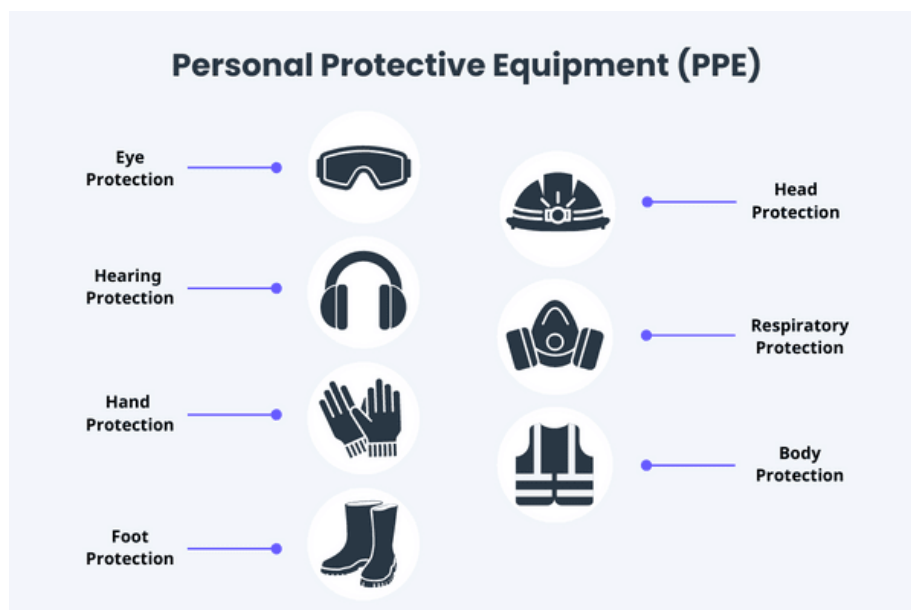 Personal Protective Equipment (PPE)
Eye
Protection
Hearing
Protection
Hand
Protection
Foot
Protection
Head
Protection
Respiratory
Protection
Body
Protection